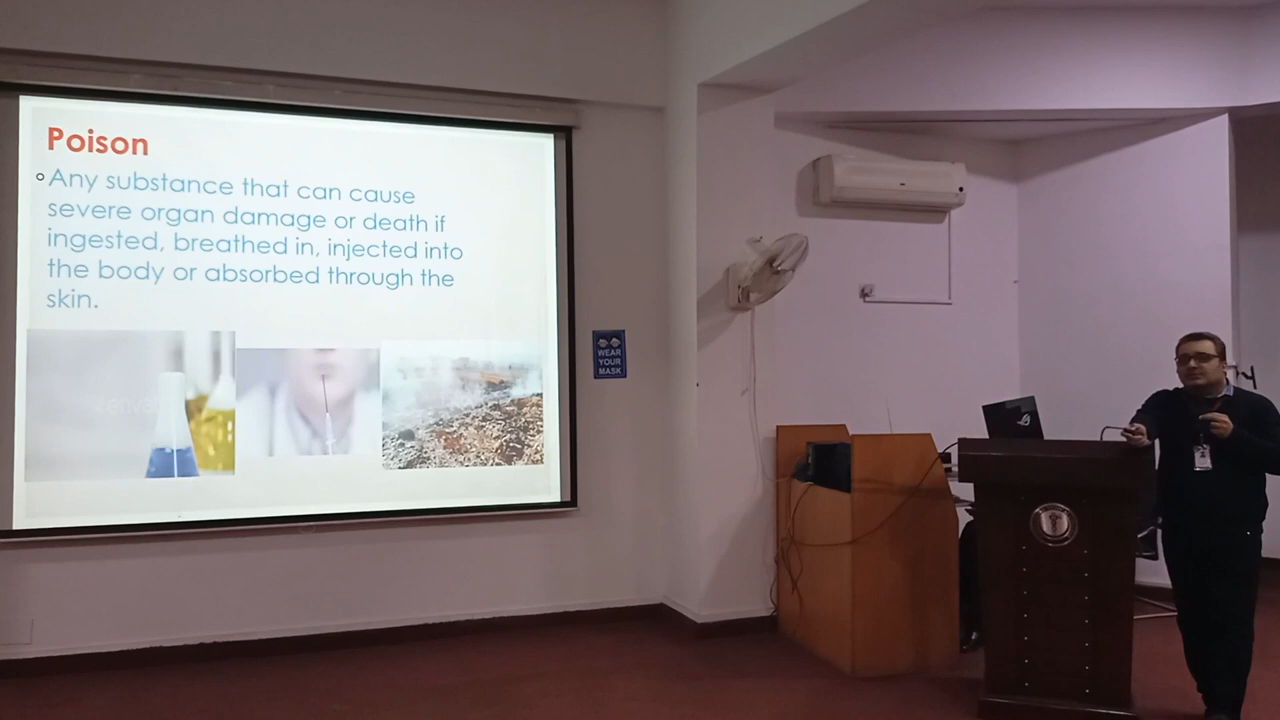 Poison
Any substance that can cause
severe organ damage or death if
ingested, breathed in, injected into
the body or absorbed through the
skin.
WEAR
YOUR
MASK